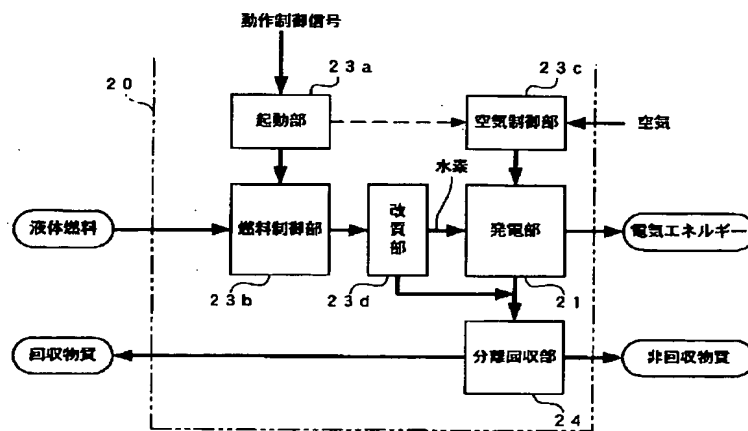 動作制御信号
23a
23c
20
起動部
空気制御部
空気
水素
液体燃料
燃料制御部
改質部
発電部
電気エネルギー
23b
23d
21
回収物質
分離回収部
非回収物質
24